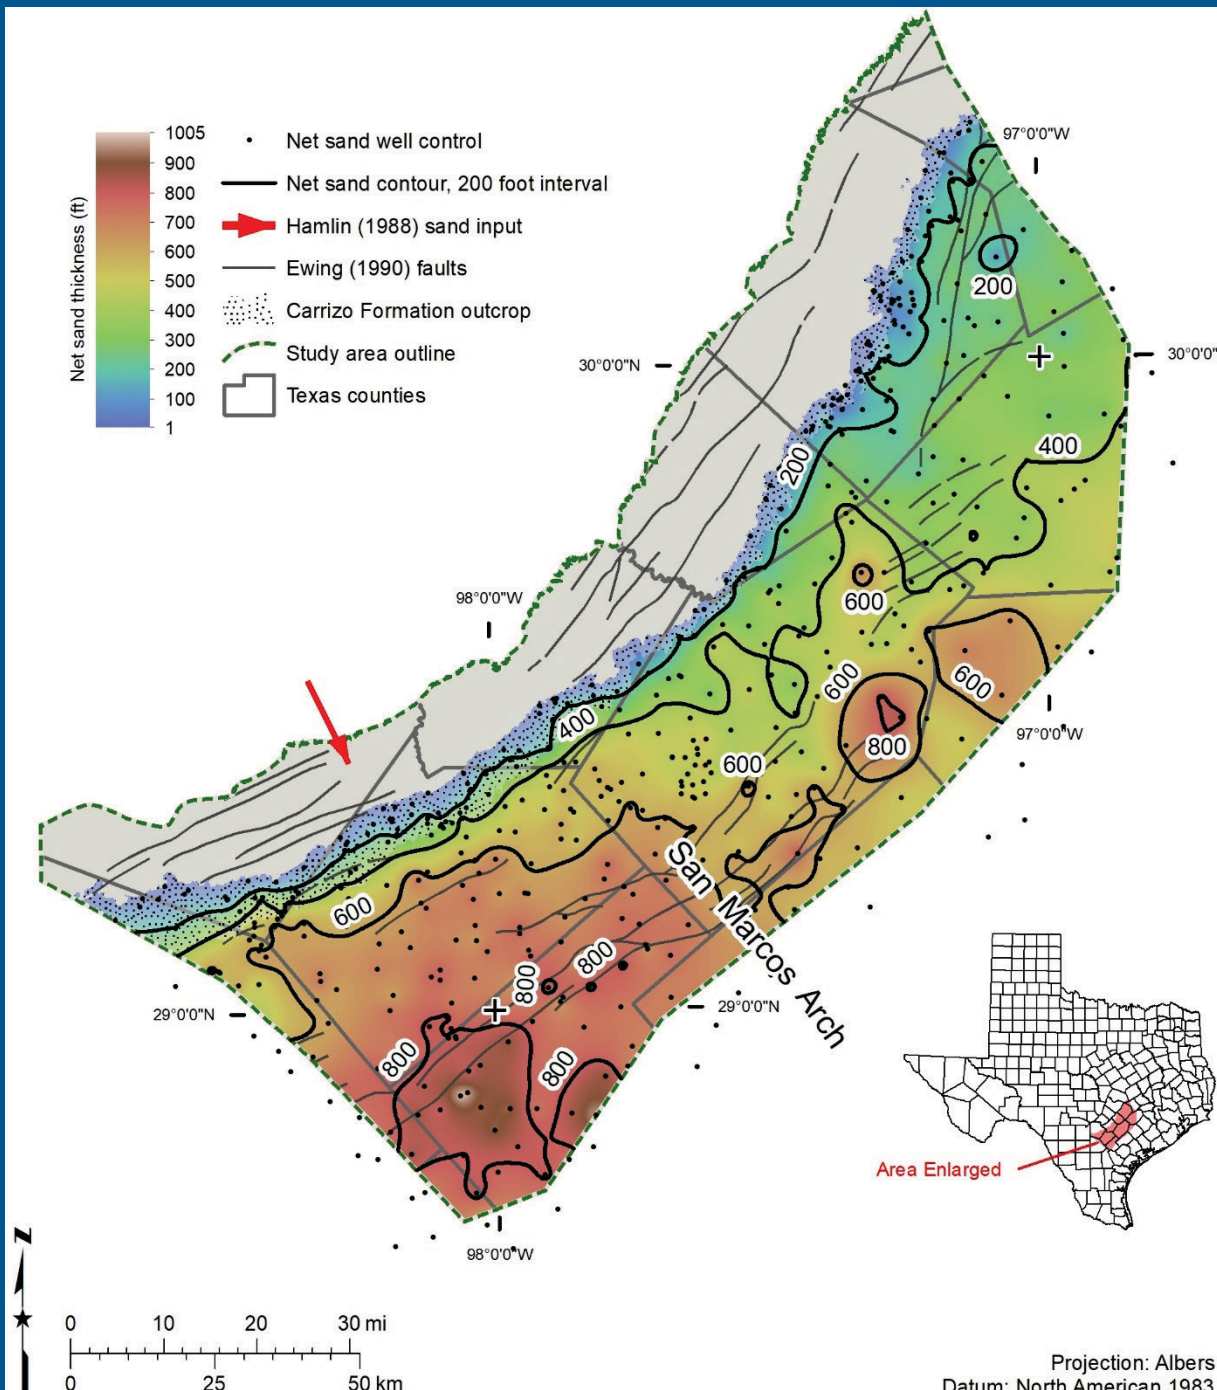 1005
900
800
700
600
500
400
300
200
100
1
Net sand thickness (ft)
Net sand well control
Net sand contour, 200 foot interval
Hamlin (1988) sand input
Ewing (1990) faults
Carrizo Formation outcrop
Study area outline
Texas counties
97°0'0"W
200
30°0'0"N
30°0'0"
400
200
98°0'0"W
600
600
600
400
97°0'0"W
800
600
San Marcos Arch
600
800
800
29°0'0"N
29°0'0"N
800
800
98°0'0"W
Area Enlarged
N
0 10 20 30 mi
0 25 50 km
Projection: Albers
Datum: North American 1983